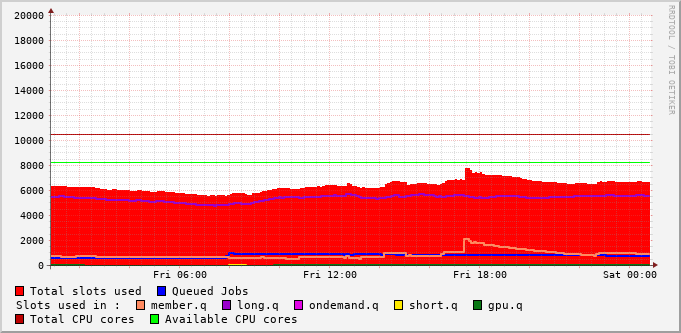 RRDTOOL / TOBI OETIKER
20000
18000
16000
14000
12000
10000
8000
6000
4000
2000
0
Fri 06:00 Fri 12:00 Fri 18:00 Sat 00:00
Total slots used Queued Jobs
Slots used in : member.q long.q ondemand.q short.q gpu.q
Total CPU cores Available CPU cores